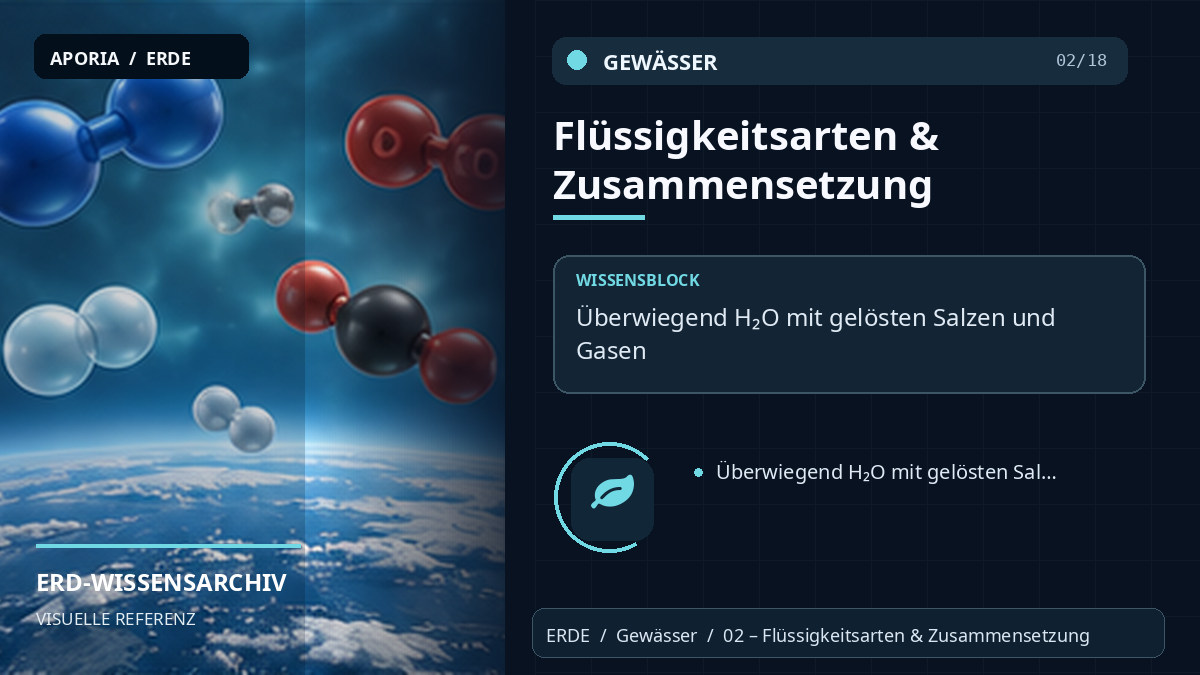 APORIA / ERDE
ERD-WISSENSARCHIV
VISUELLE REFERENZ
GEWÄSSER
02/18
Flüssigkeitsarten &
Zusammensetzung
WISSENSBLOCK
Überwiegend H₂O mit gelösten Salzen und
Gasen
Überwiegend H₂O mit gelösten Sal...
ERDE / Gewässer / 02 – Flüssigkeitsarten & Zusammensetzung